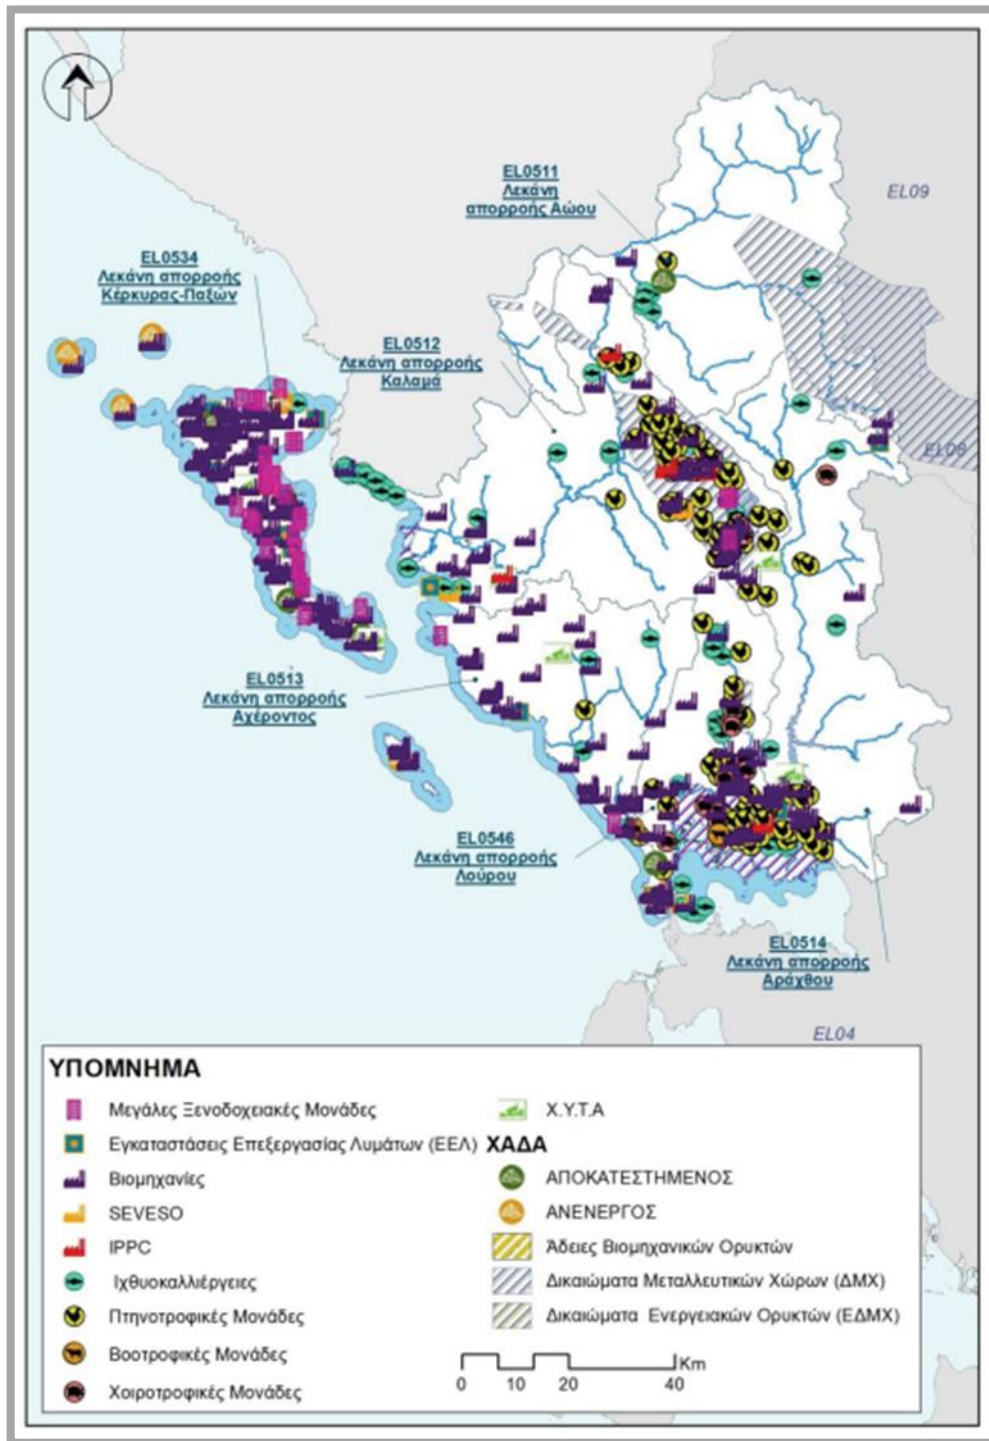 EL0511
Λεκάνη
απορροής Αώου
EL09
EL0534
Λεκάνη απορροής
Κέρκυρας-Παξών
EL0512
Λεκάνη απορροής
Καλαμά
EL08
EL0513
Λεκάνη απορροής
Αχέροντος
EL0546
Λεκάνη απορροής
Λούρου
EL0514
Λεκάνη απορροής
Αράχθου
EL04
ΥΠΟΜΝΗΜΑ
Μεγάλες Ξενοδοχειακές Μονάδες
Εγκαταστάσεις Επεξεργασίας Λυμάτων (ΕΕΛ)
Βιομηχανίες
SEVESO
IPPC
Ιχθυοκαλλιέργειες
Πτηνοτροφικές Μονάδες
Βοοτροφικές Μονάδες
Χοιροτροφικές Μονάδες
Χ.Υ.Τ.Α
ΧΑΔΑ
ΑΠΟΚΑΤΕΣΤΗΜΕΝΟΣ
ΑΝΕΝΕΡΓΟΣ
Άδειες Βιομηχανικών Ορυκτών
Δικαιώματα Μεταλλευτικών Χώρων (ΔΜΧ)
Δικαιώματα Ενεργειακών Ορυκτών (ΕΔΜΧ)
Km
0 10 20 40